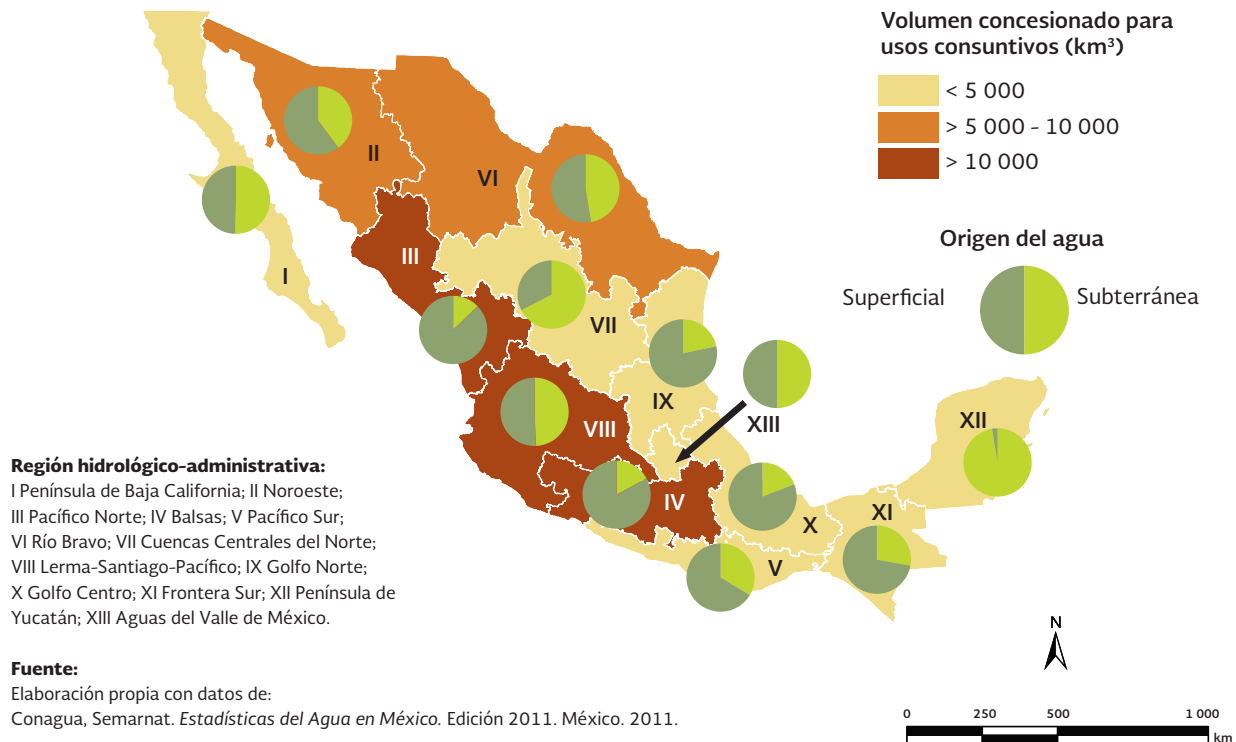 Volumen concesionado para
usos consuntivos (km³)
< 5 000
> 5 000 - 10 000
> 10 000
Origen del agua
Superficial
Subterránea
I
II
III
VI
VII
VIII
IX
XIII
IV
X
V
XI
XII
Región hidrológico-administrativa:
I Península de Baja California; II Noroeste;
III Pacífico Norte; IV Balsas; V Pacífico Sur;
VI Río Bravo; VII Cuencas Centrales del Norte;
VIII Lerma-Santiago-Pacífico; IX Golfo Norte;
X Golfo Centro; XI Frontera Sur; XII Península de
Yucatán; XIII Aguas del Valle de México.
Fuente:
Elaboración propia con datos de:
Conagua, Semarnat. Estadísticas del Agua en México. Edición 2011. México. 2011.
N
0 250 500 1 000
km